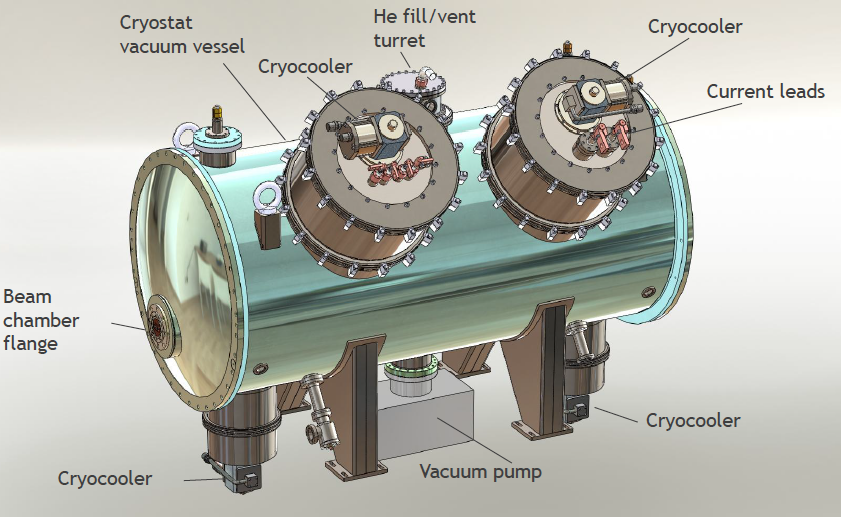 Cryostat
vacuum vessel
He fill/vent
turret
Cryocooler
Cryocooler
Current leads
Beam
chamber
flange
Cryocooler
Vacuum pump
Cryocooler